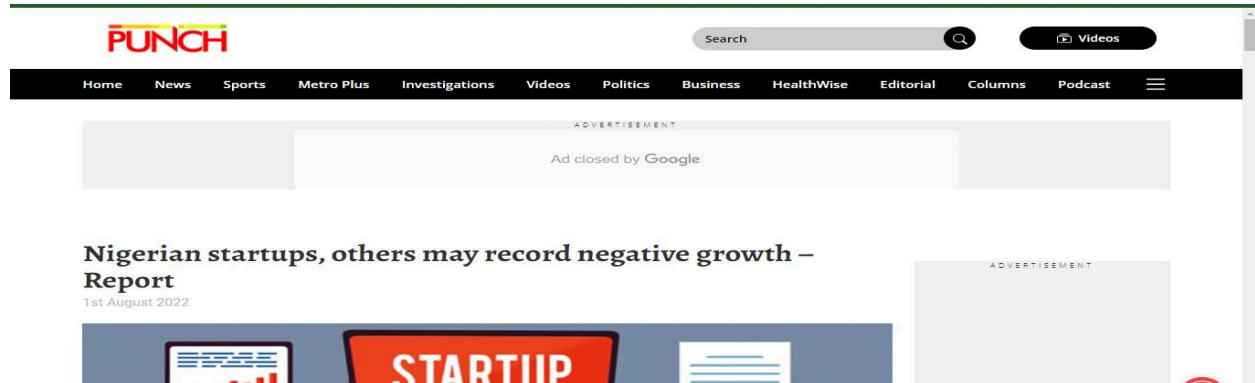 PUNCH
Search
Videos
Home News Sports Metro Plus Investigations Videos Politics Business HealthWise Editorial Columns Podcast
ADVERTISEMENT
Ad closed by Google
Nigerian startups, others may record negative growth –
Report
1st August 2022
ADVERTISEMENT
STARTUP